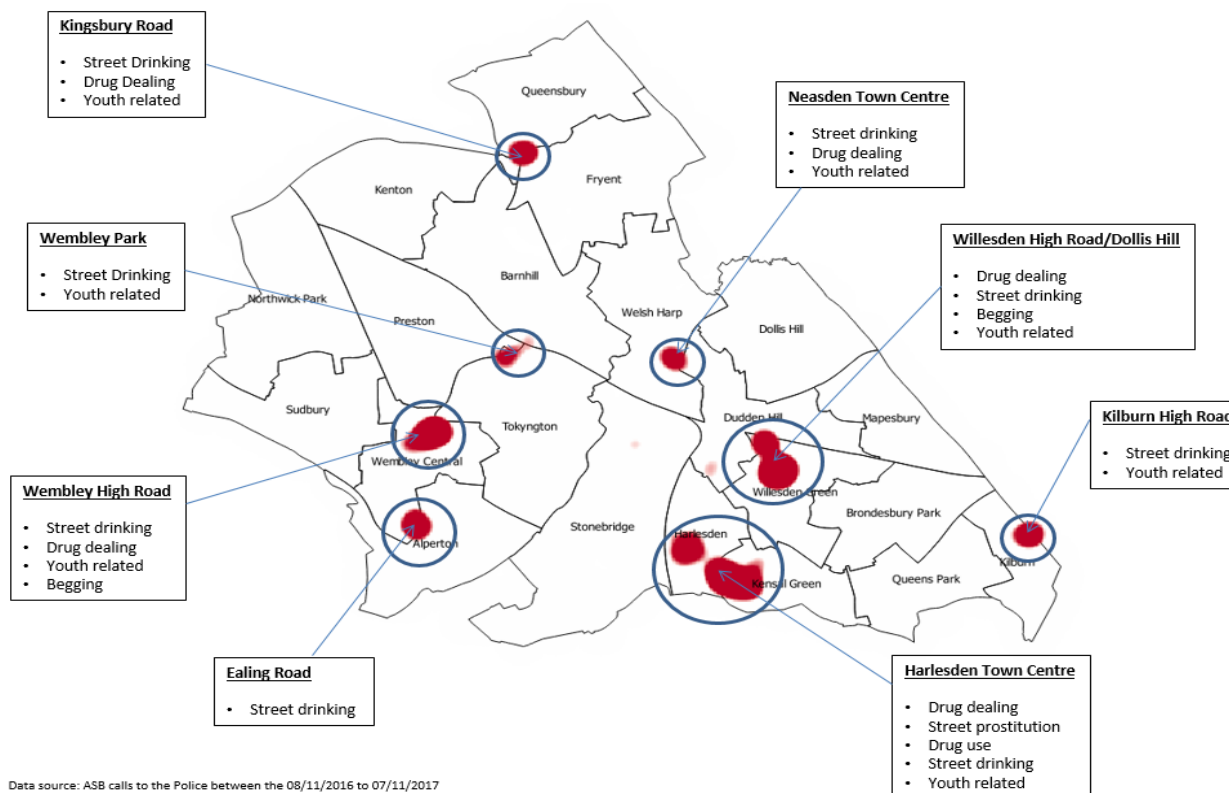 Kingsbury Road
• Street Drinking
• Drug Dealing
• Youth related
Neasden Town Centre
• Street drinking
• Drug dealing
• Youth related
Wembley Park
• Street Drinking
• Youth related
Willesden High Road/Dollis Hill
• Drug dealing
• Street drinking
• Begging
• Youth related
Kilburn High Road
• Street drinking
• Youth related
Wembley High Road
• Street drinking
• Drug dealing
• Youth related
• Begging
Ealing Road
• Street drinking
Harlesden Town Centre
• Drug dealing
• Street prostitution
• Drug use
• Street drinking
• Youth related
Queensbury
Fryent
Kenton
Barnhill
Northwick Park
Preston
Welsh Harp
Dollis Hill
Sudbury
Tokyngton
Dudden Hill
Mapesbury
Wembley Central
Willesden Green
Brondesbury Park
Stonebridge
Harlesden
Alperton
Kilburn
Kensal Green
Queens Park
Data source: ASB calls to the Police between the 08/11/2016 to 07/11/2017